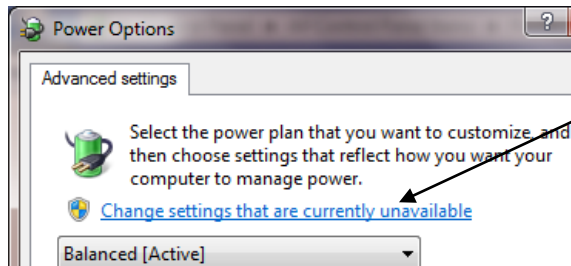 Power Options
?
Advanced settings
Select the power plan that you want to customize, and
then choose settings that reflect how you want your
computer to manage power.
Change settings that are currently unavailable
Balanced [Active]